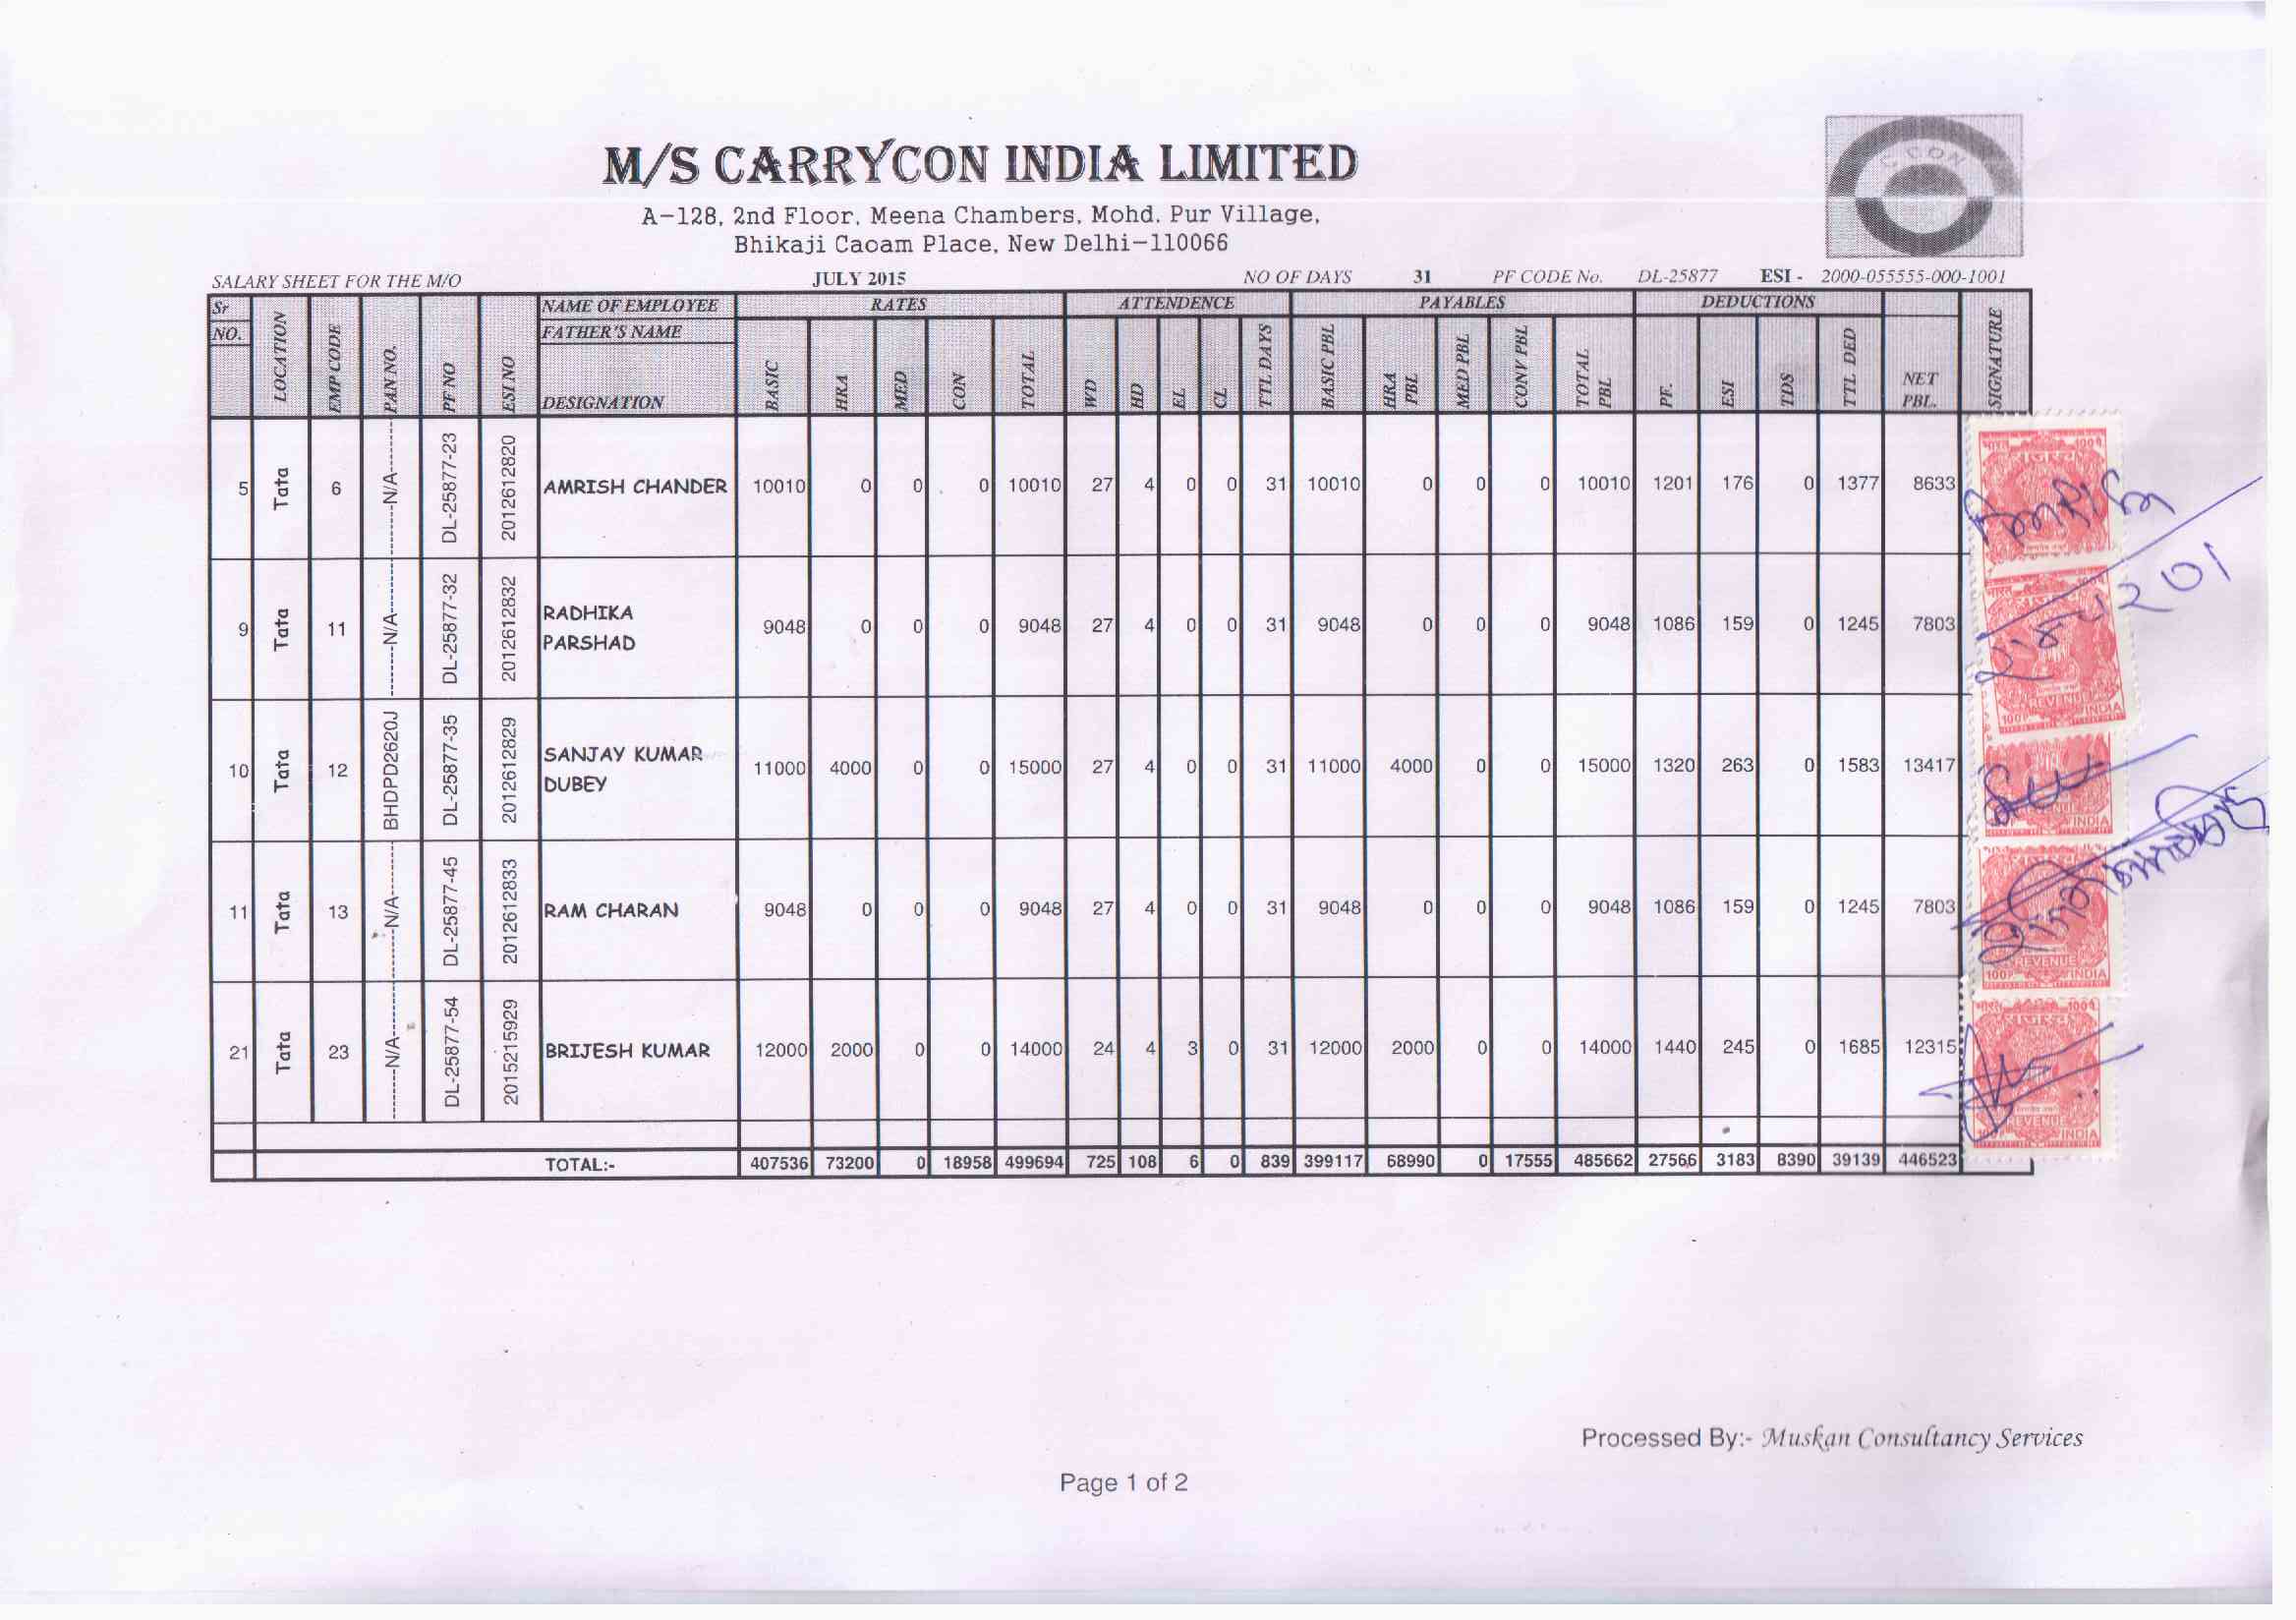 M/S CARRYCON INDIA LIMITED
C CON
A-128, 2nd Floor, Meena Chambers, Mohd. Pur Village,
Bhikaji Caoam Place, New Delhi-110066
SALARY SHEET FOR THE M/O JULY 2015 NO OF DAYS 31 PF CODE No. DL-25877 ESI - 2000-055555-000-1001
Sr NO. LOCATION EMP CODE PAN NO. PF NO ESI NO NAME OF EMPLOYEE FATHER'S NAME DESIGNATION RATES ATTENDENCE PAYABLES DEDUCTIONS NET PBL. SIGNATURE
BASIC HRA MED CON TOTAL WD HD EL CL TTL DAYS BASIC PBL HRA PBL MED PBL CONV PBL TOTAL PBL PF. ESI TDS TTL DED
5 Tata 6 N/A DL-25877-23 2012612820 AMRISH CHANDER 10010 0 0 0 10010 27 4 0 0 31 10010 0 0 0 10010 1201 176 0 1377 8633
9 Tata 11 N/A DL-25877-32 2012612832 RADHIKA PARSHAD 9048 0 0 0 9048 27 4 0 0 31 9048 0 0 0 9048 1086 159 0 1245 7803
10 Tata 12 BHDPD2620J DL-25877-35 2012612829 SANJAY KUMAR DUBEY 11000 4000 0 0 15000 27 4 0 0 31 11000 4000 0 0 15000 1320 263 0 1583 13417
11 Tata 13 N/A DL-25877-45 2012612833 RAM CHARAN 9048 0 0 0 9048 27 4 0 0 31 9048 0 0 0 9048 1086 159 0 1245 7803
21 Tata 23 N/A DL-25877-54 2015215929 BRIJESH KUMAR 12000 2000 0 0 14000 24 4 3 0 31 12000 2000 0 0 14000 1440 245 0 1685 12315
TOTAL:- 407536 73200 0 18958 499694 725 108 6 0 839 399117 68990 0 17555 485662 27566 3183 8390 39139 446523
भारत
राजस्व
REVENUE
INDIA
Processed By:- Muskan Consultancy Services
Page 1 of 2